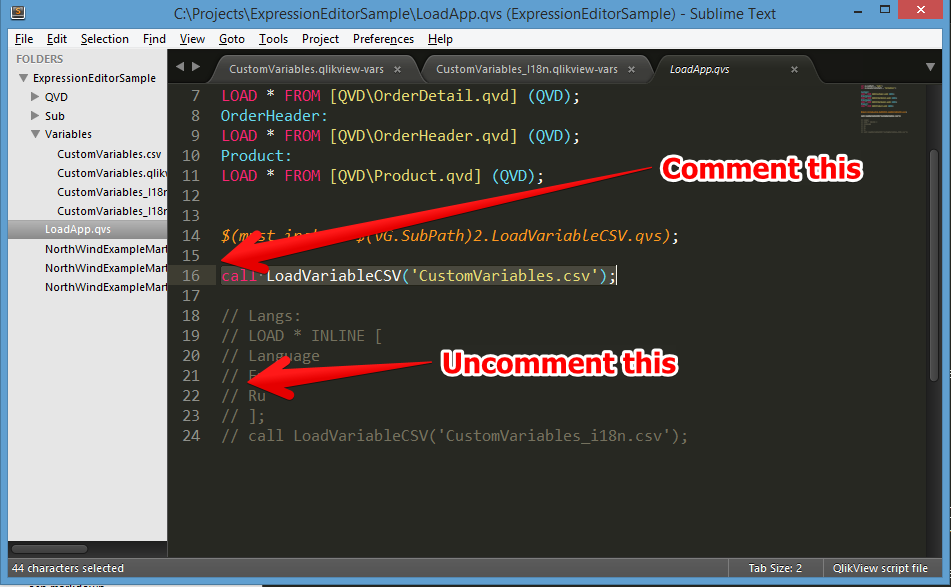 C:\Projects\ExpressionEditorSample\LoadApp.qvs (ExpressionEditorSample) - Sublime Text
File Edit Selection Find View Goto Tools Project Preferences Help
FOLDERS
ExpressionEditorSample
QVD
Sub
Variables
CustomVariables.csv
CustomVariables.qlikv
CustomVariables_I18n
CustomVariables_I18n
LoadApp.qvs
NorthWindExampleMart
NorthWindExampleMart
NorthWindExampleMart
CustomVariables.qlikview-vars × CustomVariables_I18n.qlikview-vars × LoadApp.qvs ×
7 LOAD * FROM [QVD\OrderDetail.qvd] (QVD);
8 OrderHeader:
9 LOAD * FROM [QVD\OrderHeader.qvd] (QVD);
10 Product:
11 LOAD * FROM [QVD\Product.qvd] (QVD);
12
13
14 $(must_in $(vG.SubPath)2.LoadVariableCSV.qvs);
15
16 call LoadVariableCSV('CustomVariables.csv');
17
18 // Langs:
19 // LOAD * INLINE [
20 // Language
21 //
22 // Ru
23 // ];
24 // call LoadVariableCSV('CustomVariables_i18n.csv');
Comment this
Uncomment this
44 characters selected
Tab Size: 2
QlikView script file